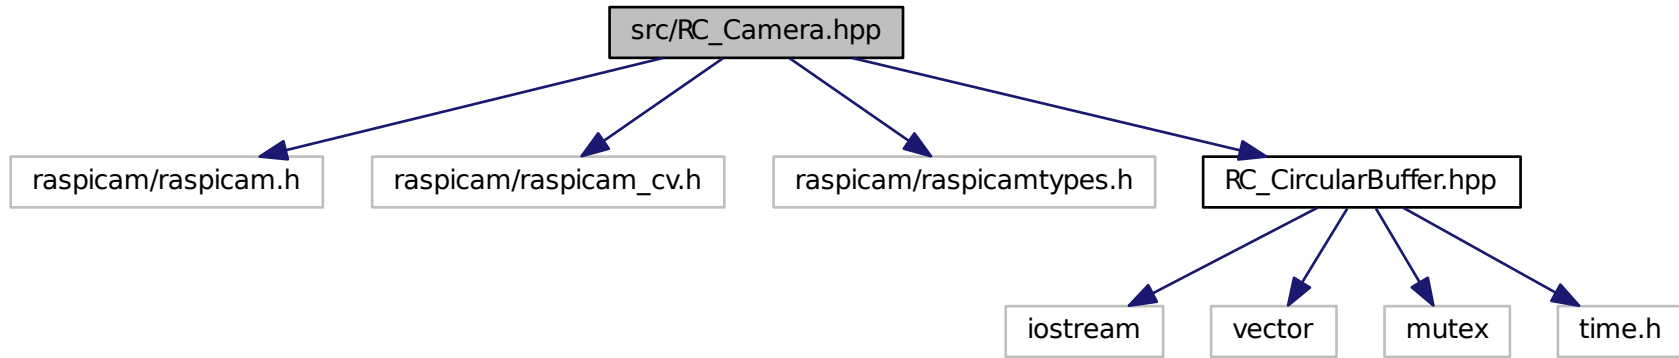 src/RC_Camera.hpp
raspicam/raspicam.h
raspicam/raspicam_cv.h
raspicam/raspicamtypes.h
RC_CircularBuffer.hpp
iostream
vector
mutex
time.h